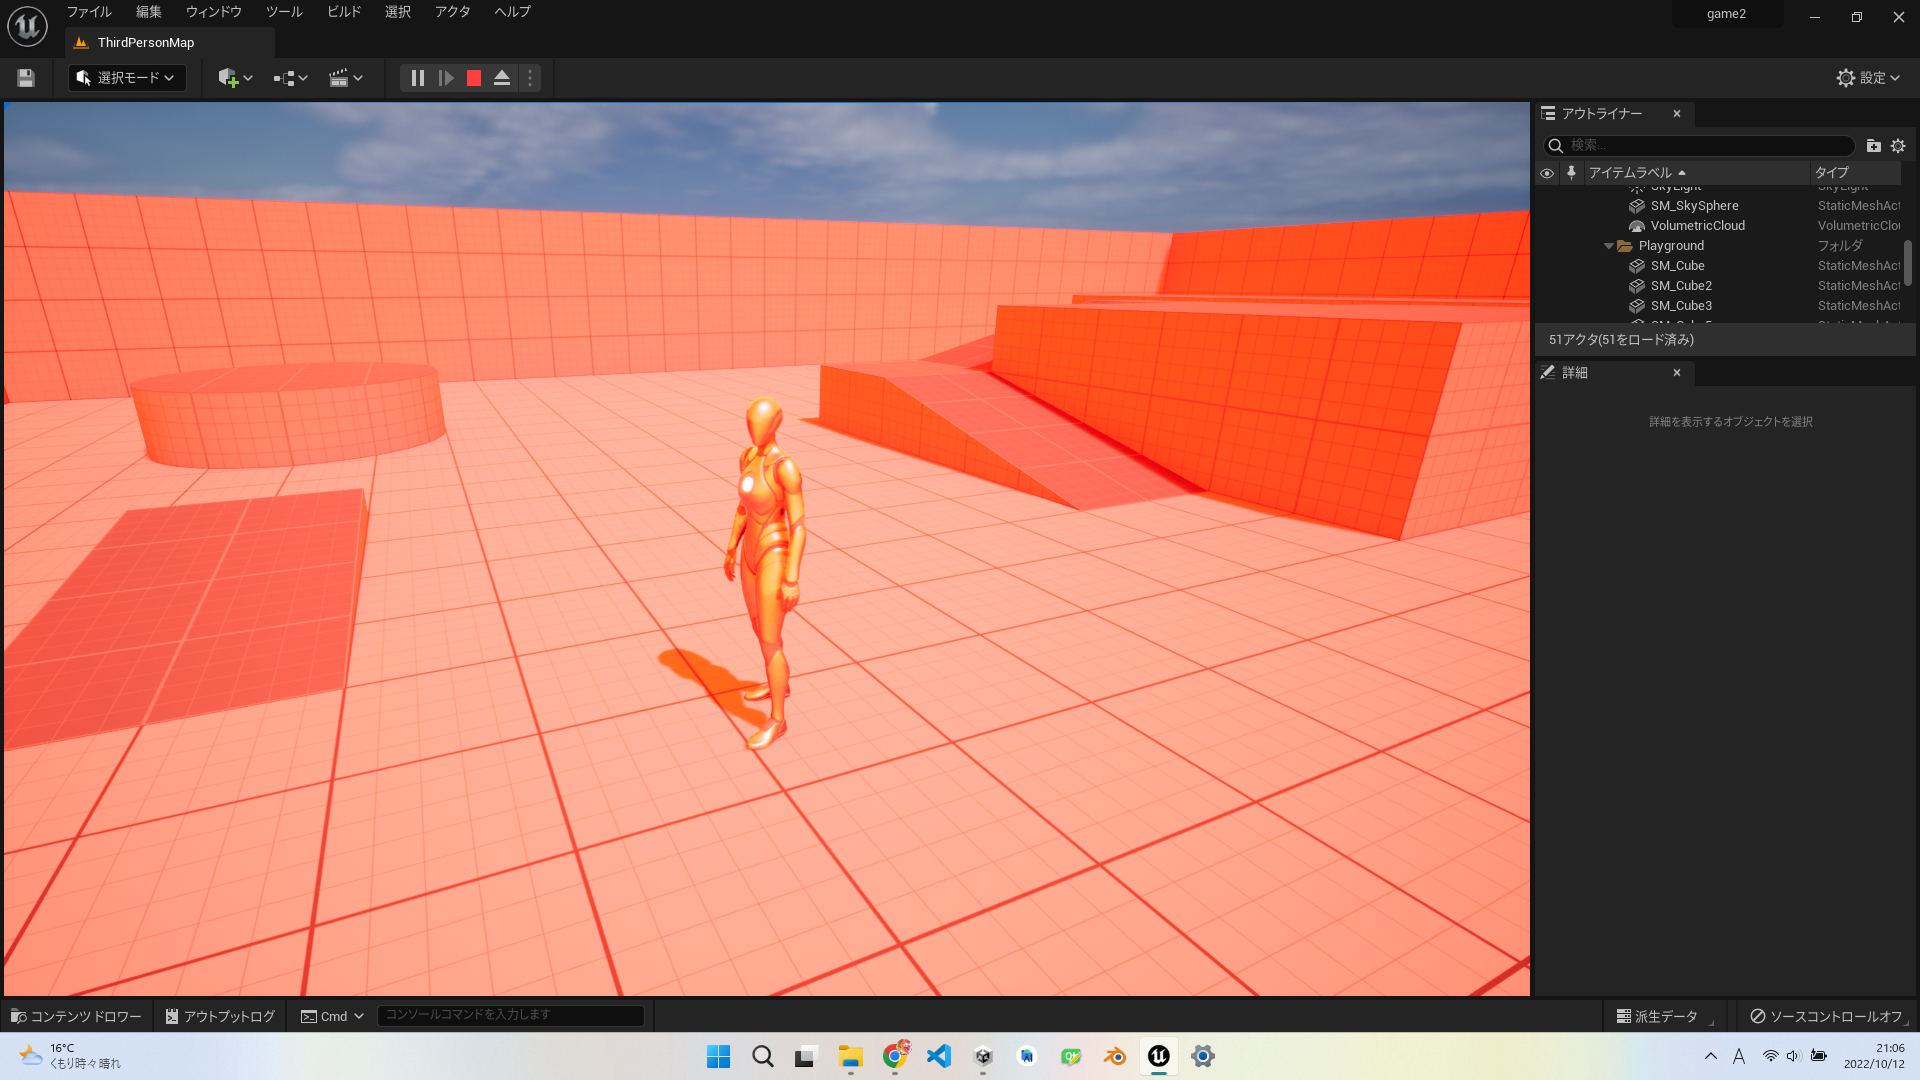 ファイル 編集 ウィンドウ ツール ビルド 選択 アクタ ヘルプ
game2
ThirdPersonMap
選択モード
設定
アウトライナー
検索...
アイテムラベル タイプ
SkyLight SkyLight
SM_SkySphere StaticMeshAct
VolumetricCloud VolumetricClou
Playground フォルダ
SM_Cube StaticMeshAct
SM_Cube2 StaticMeshAct
SM_Cube3 StaticMeshAct
51アクタ(51をロード済み)
詳細
詳細を表示するオブジェクトを選択
コンテンツ ドロワー アウトプットログ Cmd コンソールコマンドを入力します
派生データ ソースコントロールオフ
16°C
くもり時々晴れ
A
21:06
2022/10/12